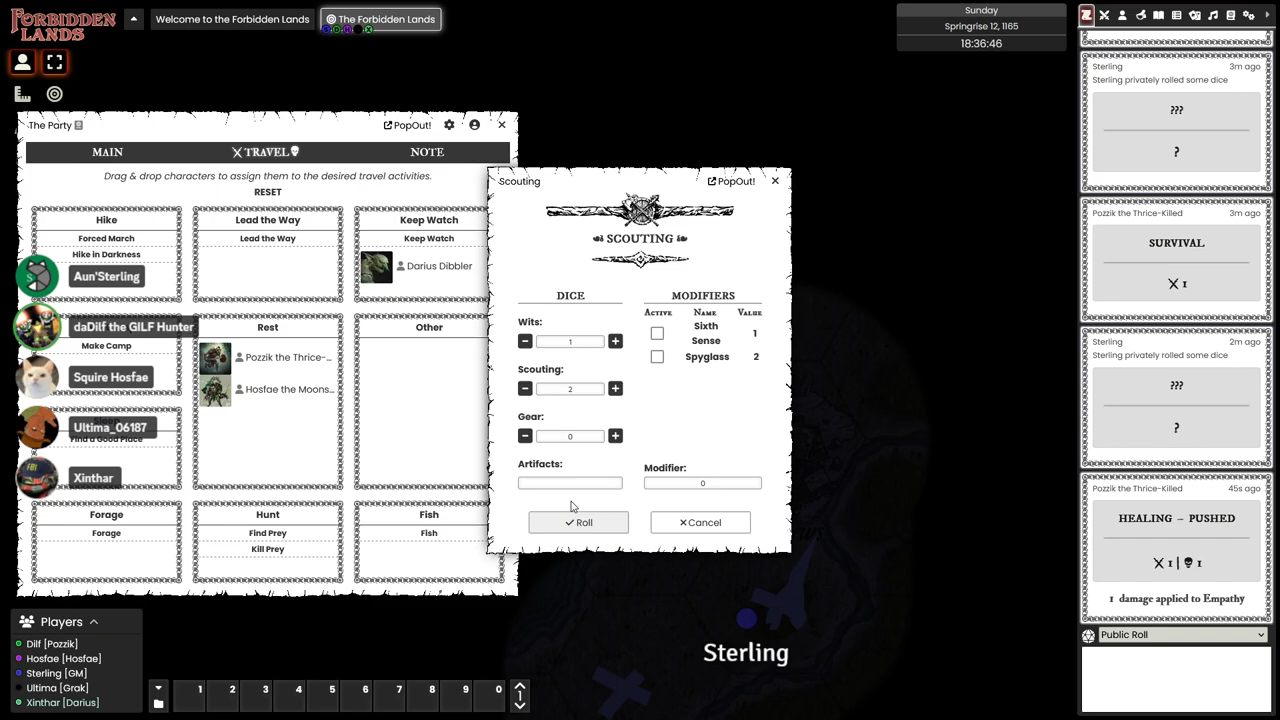 FORBIDDEN LANDS
Welcome to the Forbidden Lands
The Forbidden Lands
Sunday
Springrise 12, 1165
18:36:46
The Party
PopOut!
MAIN
TRAVEL
NOTE
Drag & drop characters to assign them to the desired travel activities.
RESET
Hike
Forced March
Hike in Darkness
Lead the Way
Lead the Way
Keep Watch
Keep Watch
Darius Dibbler
Make Camp
Rest
Pozzik the Thrice-...
Hosfae the Moons...
Other
Find a Good Place
Forage
Forage
Hunt
Find Prey
Kill Prey
Fish
Fish
Aun'Sterling
daDilf the GILF Hunter
Squire Hosfae
Ultima_06187
Xinthar
Scouting
PopOut!
SCOUTING
DICE
Wits:
1
Scouting:
2
Gear:
0
Artifacts:
MODIFIERS
Active Name Value
Sixth Sense 1
Spyglass 2
Modifier:
0
Roll
Cancel
Sterling
Players
Dilf [Pozzik]
Hosfae [Hosfae]
Sterling [GM]
Ultima [Grak]
Xinthar [Darius]
1 2 3 4 5 6 7 8 9 0
1
Sterling 3m ago
Sterling privately rolled some dice
???
?
Pozzik the Thrice-Killed 3m ago
SURVIVAL
1
Sterling 2m ago
Sterling privately rolled some dice
???
?
Pozzik the Thrice-Killed 45s ago
HEALING – PUSHED
1 | 1
1 damage applied to Empathy
Public Roll